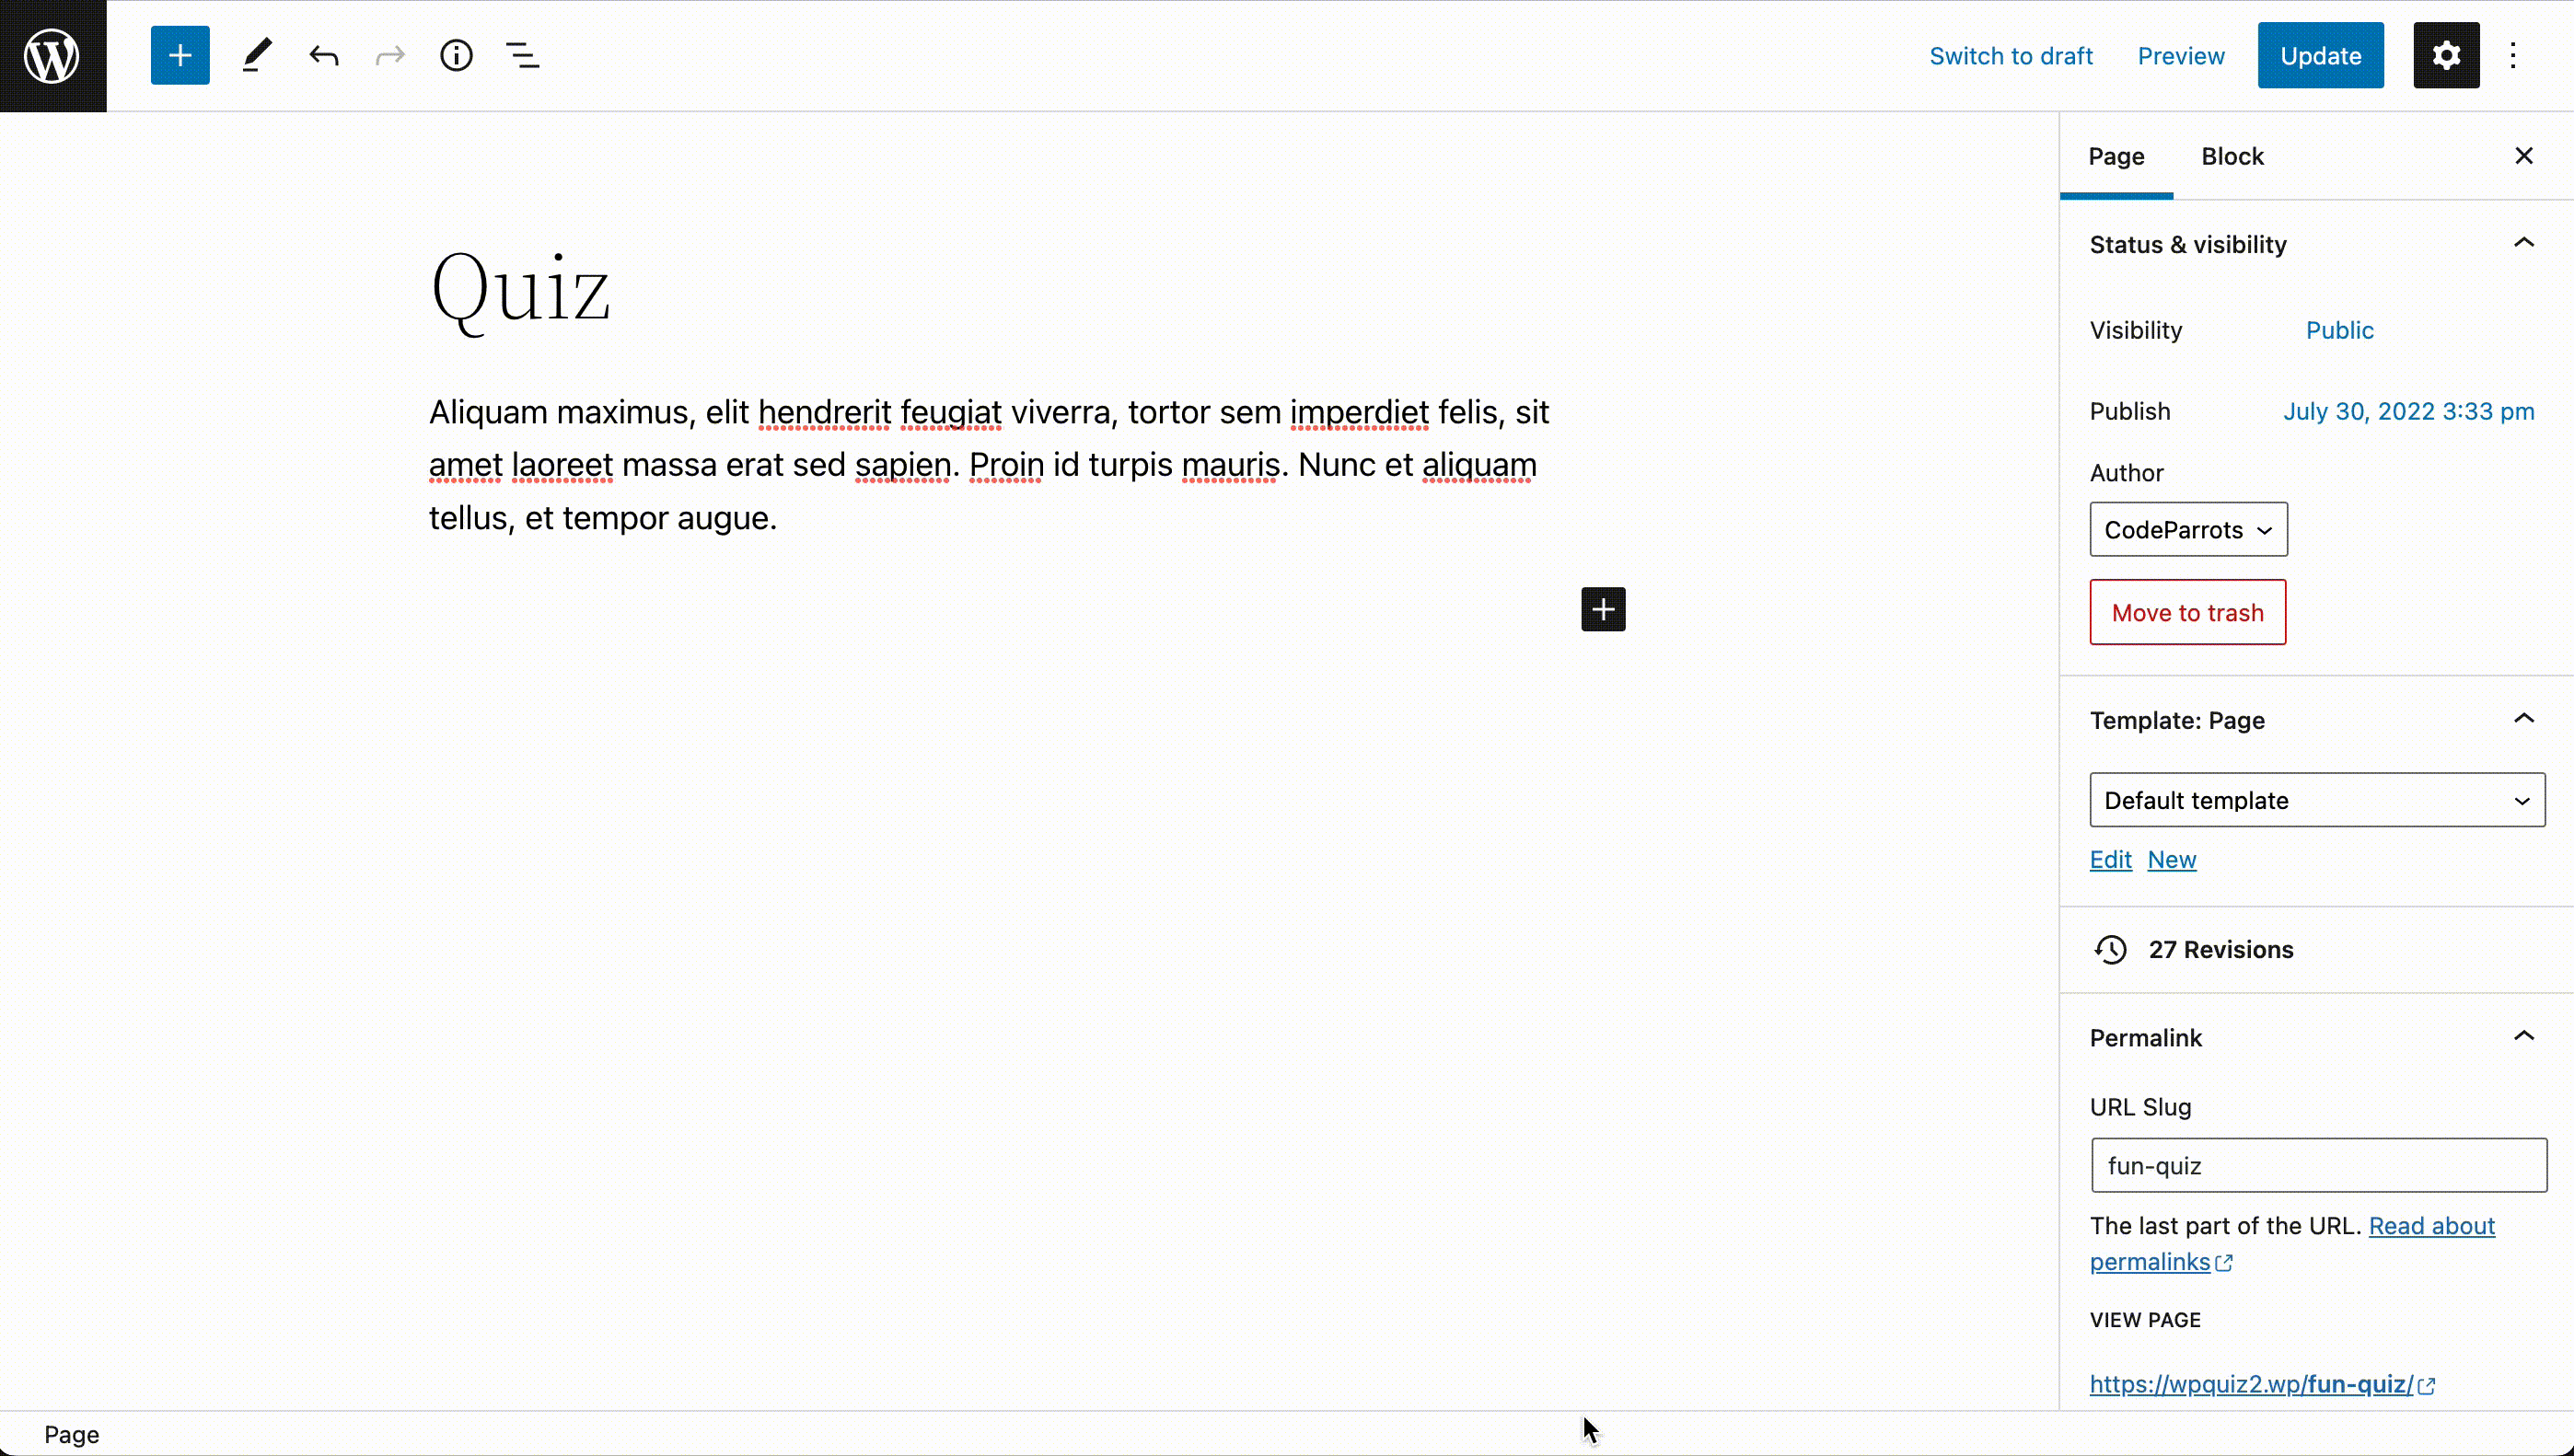 Switch to draft Preview Update
Page Block
Status & visibility
Quiz
Visibility Public
Aliquam maximus, elit hendrerit feugiat viverra, tortor sem imperdiet felis, sit
amet laoreet massa erat sed sapien. Proin id turpis mauris. Nunc et aliquam
tellus, et tempor augue.
Publish July 30, 2022 3:33 pm
Author
CodeParrots
Move to trash
Template: Page
Default template
Edit New
27 Revisions
Permalink
URL Slug
fun-quiz
The last part of the URL. Read about
permalinks
VIEW PAGE
https://wpquiz2.wp/fun-quiz/
Page